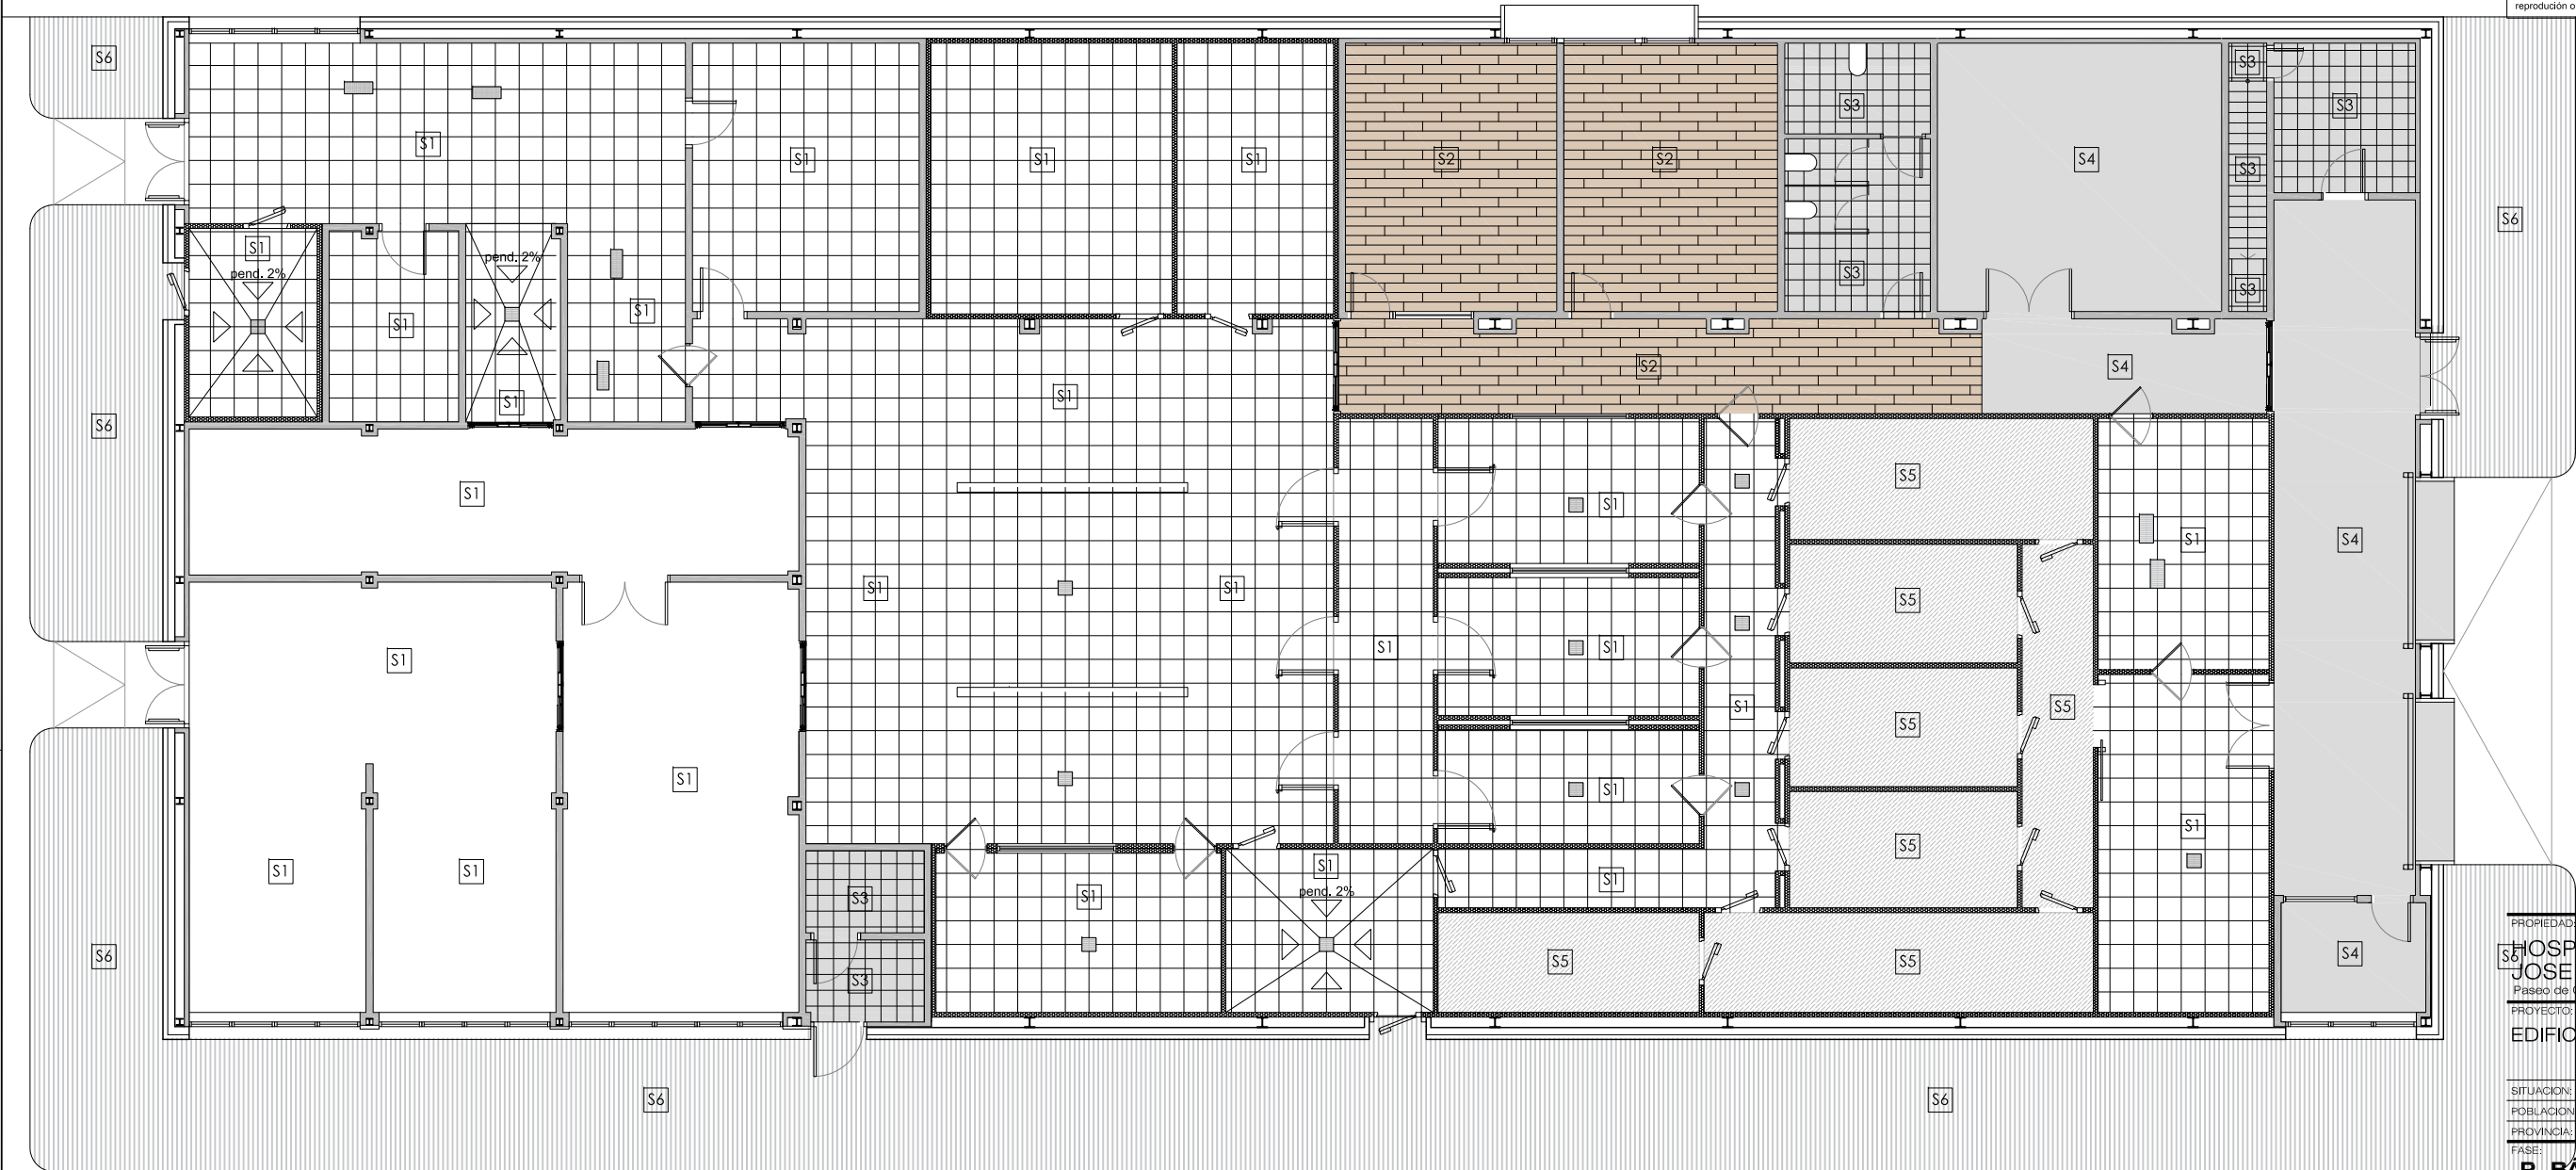 reprodución o
S6
S1
S1
S1
S1
S2
S2
S3
S4
S3
S3
S3
S6
S1
pend. 2%
S1
pend. 2%
S1
S1
S3
S3
S1
S2
S4
S6
S1
S5
S1
S1
S4
S1
S1
S5
S1
S1
S1
S1
S5
S1
S5
S5
S1
S1
S1
S1
S5
S1
S1
pend. 2%
S1
S3
S1
S6
S3
S5
S5
S4
S6
PROPIEDAD:
HOSP
JOSE
Paseo de
PROYECTO:
EDIFIC
S6
S6
SITUACION:
POBLACION
PROVINCIA:
FASE: